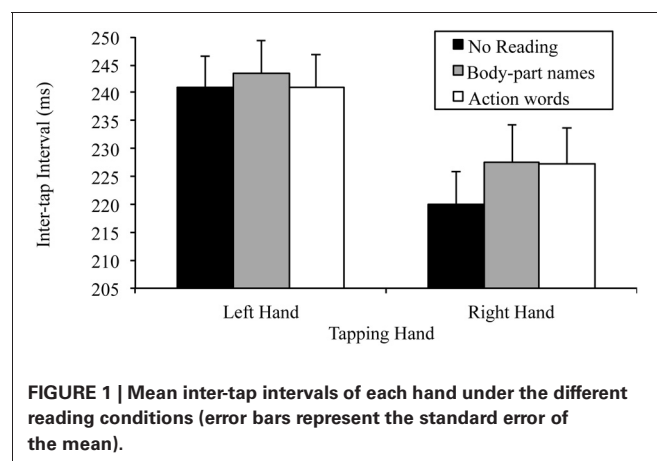 250
245
240
235
230
225
220
215
210
205
Inter-tap Interval (ms)
No Reading
Body-part names
Action words
Left Hand
Right Hand
Tapping Hand
FIGURE 1 | Mean inter-tap intervals of each hand under the different
reading conditions (error bars represent the standard error of
the mean).